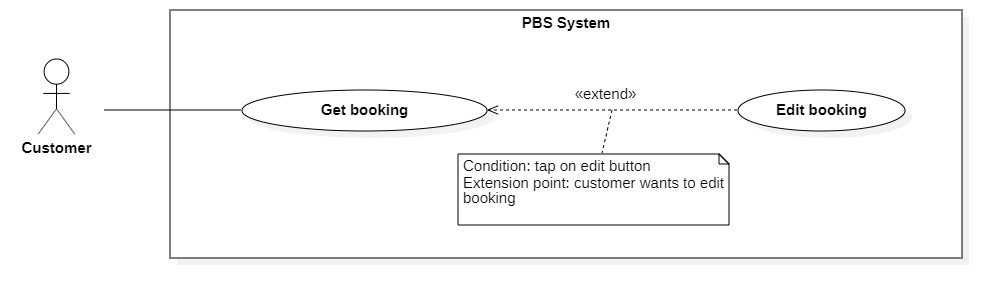 PBS System
«extend»
Get booking
Edit booking
Customer
Condition: tap on edit button
Extension point: customer wants to edit
booking